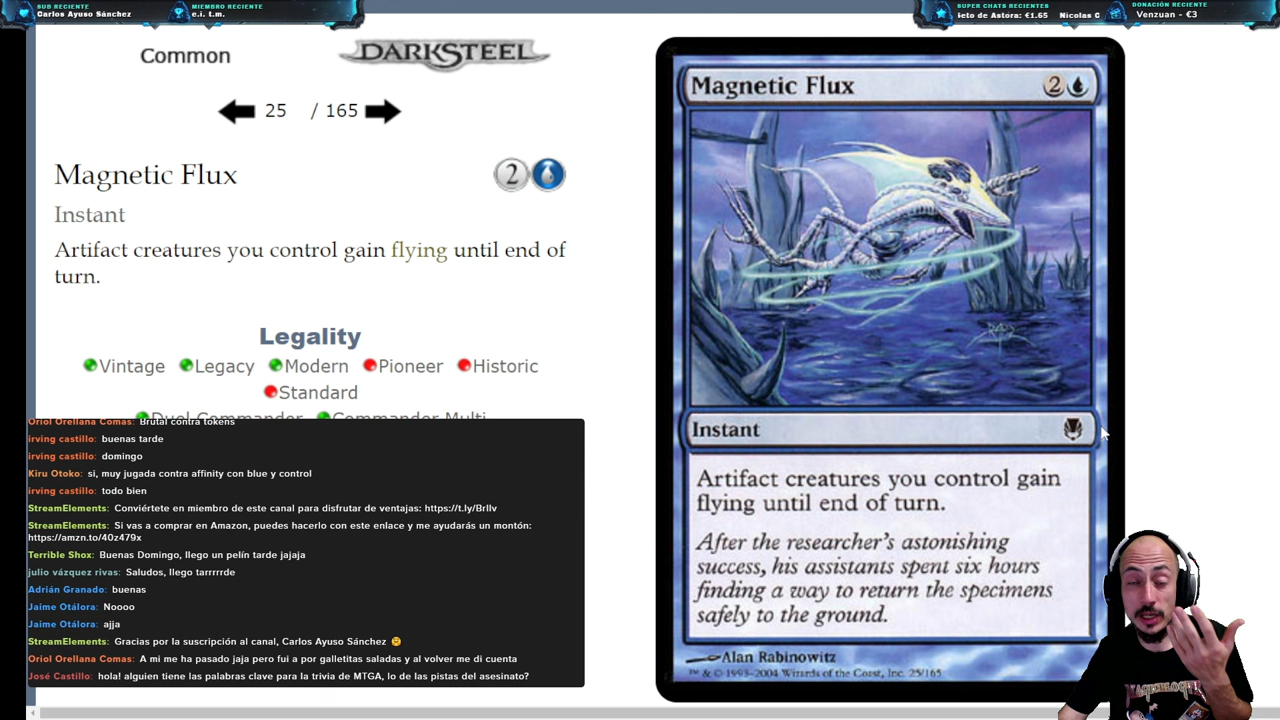 SUB RECIENTE
Carlos Ayuso Sánchez
MIEMBRO RECIENTE
e.i. t.m.
SUPER CHATS RECIENTES
ieto de Astora: €1.65 Nicolas C
DONACIÓN RECIENTE
Venzuan - €3
Common
DARKSTEEL
25 / 165
Magnetic Flux
2
Instant
Artifact creatures you control gain flying until end of
turn.
Legality
Vintage Legacy Modern Pioneer Historic
Standard
Duel Commander Commander Multi
Oriol Orellana Comas: Brutal contra tokens
irving castillo: buenas tarde
irving castillo: domingo
Kiru Otoko: si, muy jugada contra affinity con blue y control
irving castillo: todo bien
StreamElements: Conviértete en miembro de este canal para disfrutar de ventajas: https://t.ly/BrIlv
StreamElements: Si vas a comprar en Amazon, puedes hacerlo con este enlace y me ayudarás un montón:
https://amzn.to/40z479x
Terrible Shox: Buenas Domingo, llego un pelín tarde jajaja
julio vázquez rivas: Saludos, llego tarrrrrde
Adrián Granado: buenas
Jaime Otálora: Noooo
Jaime Otálora: ajja
StreamElements: Gracias por la suscripción al canal, Carlos Ayuso Sánchez
Oriol Orellana Comas: A mi me ha pasado jaja pero fui a por galletitas saladas y al volver me di cuenta
José Castillo: hola! alguien tiene las palabras clave para la trivia de MTGA, lo de las pistas del asesinato?
Magnetic Flux
2
Instant
Artifact creatures you control gain
flying until end of turn.
After the researcher's astonishing
success, his assistants spent six hours
finding a way to return the specimens
safely to the ground.
Alan Rabinowitz
™ & © 1993–2004 Wizards of the Coast, Inc. 25/165